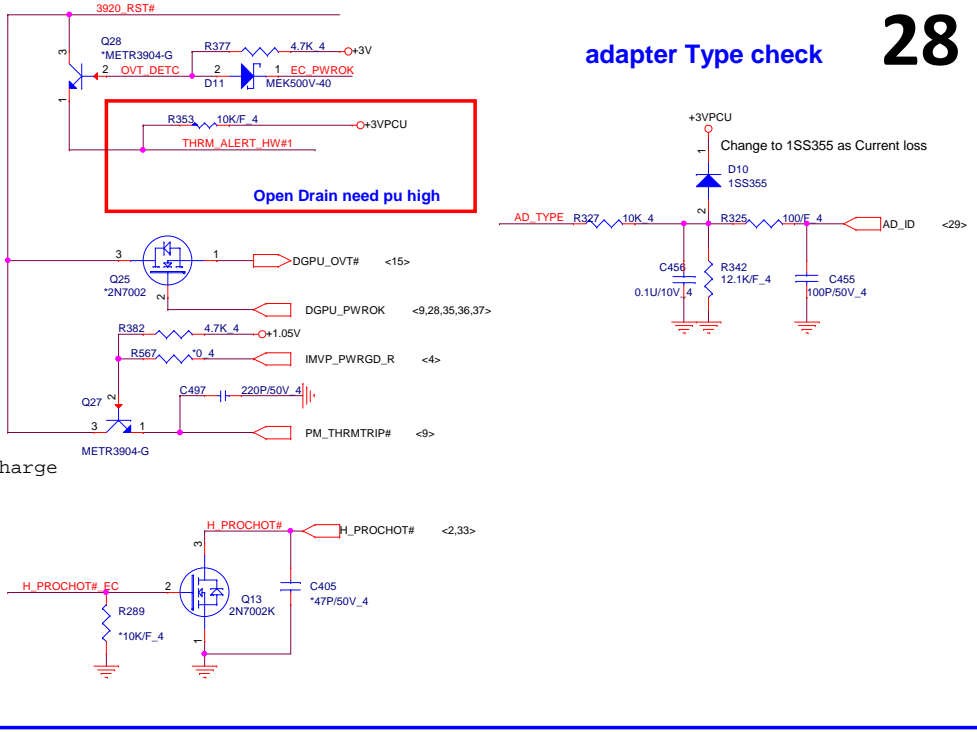 28
adapter Type check
3920_RST#
3
Q28
*METR3904-G
2
OVT_DETC
1
R377
4.7K_4
+3V
2
D11
1
EC_PWROK
MEK500V-40
R353
10K/F_4
+3VPCU
THRM_ALERT_HW#1
Open Drain need pu high
+3VPCU
1
Change to 1SS355 as Current loss
D10
1SS355
2
AD_TYPE
R327
10K_4
R325
100/F_4
AD_ID
<29>
C456
0.1U/10V_4
R342
12.1K/F_4
C455
100P/50V_4
3
1
DGPU_OVT#
<15>
Q25
*2N7002
2
DGPU_PWROK
<9,28,35,36,37>
R382
4.7K_4
+1.05V
R567
*0_4
IMVP_PWRGD_R
<4>
C497
220P/50V_4
Q27
2
3
1
PM_THRMTRIP#
<9>
METR3904-G
harge
H_PROCHOT#
H_PROCHOT#
<2,33>
3
H_PROCHOT#_EC
2
Q13
2N7002K
1
C405
*47P/50V_4
R289
*10K/F_4